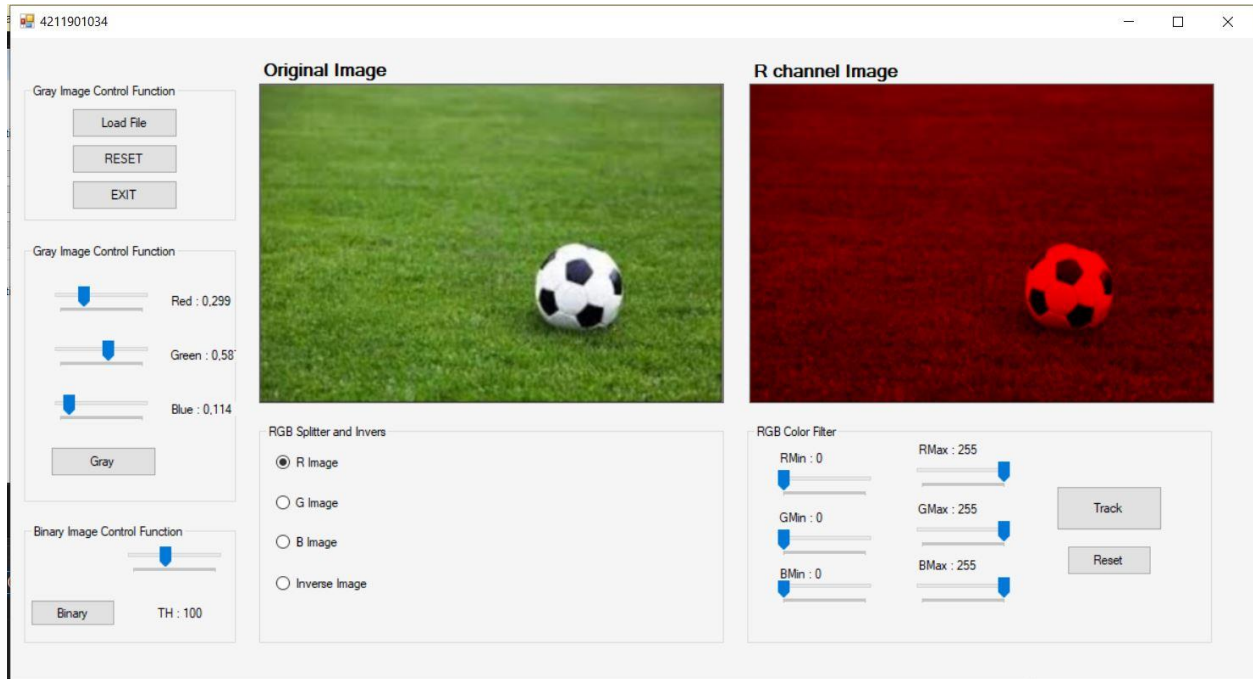 4211901034
Gray Image Control Function
Load File
RESET
EXIT
Gray Image Control Function
Red : 0,299
Green : 0,58
Blue : 0,114
Gray
Binary Image Control Function
Binary
TH : 100
Original Image
R channel Image
RGB Splitter and Invers
R Image
G Image
B Image
Inverse Image
RGB Color Filter
RMin : 0
RMax : 255
GMin : 0
GMax : 255
BMin : 0
BMax : 255
Track
Reset